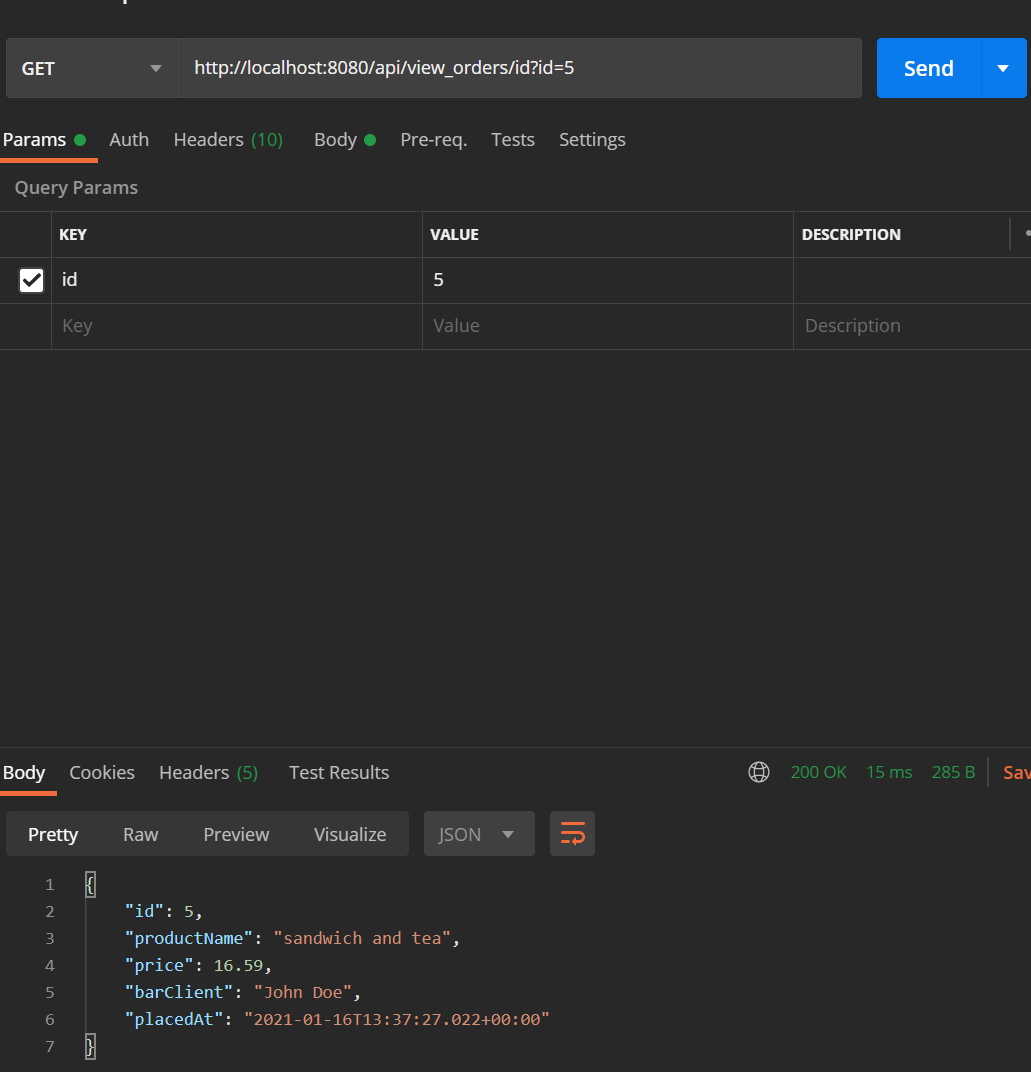 GET http://localhost:8080/api/view_orders/id?id=5 Send
Params Auth Headers (10) Body Pre-req. Tests Settings
Query Params
KEY VALUE DESCRIPTION
id 5
Key Value Description
Body Cookies Headers (5) Test Results 200 OK 15 ms 285 B Sav
Pretty Raw Preview Visualize JSON
1 {
2 "id": 5,
3 "productName": "sandwich and tea",
4 "price": 16.59,
5 "barClient": "John Doe",
6 "placedAt": "2021-01-16T13:37:27.022+00:00"
7 }